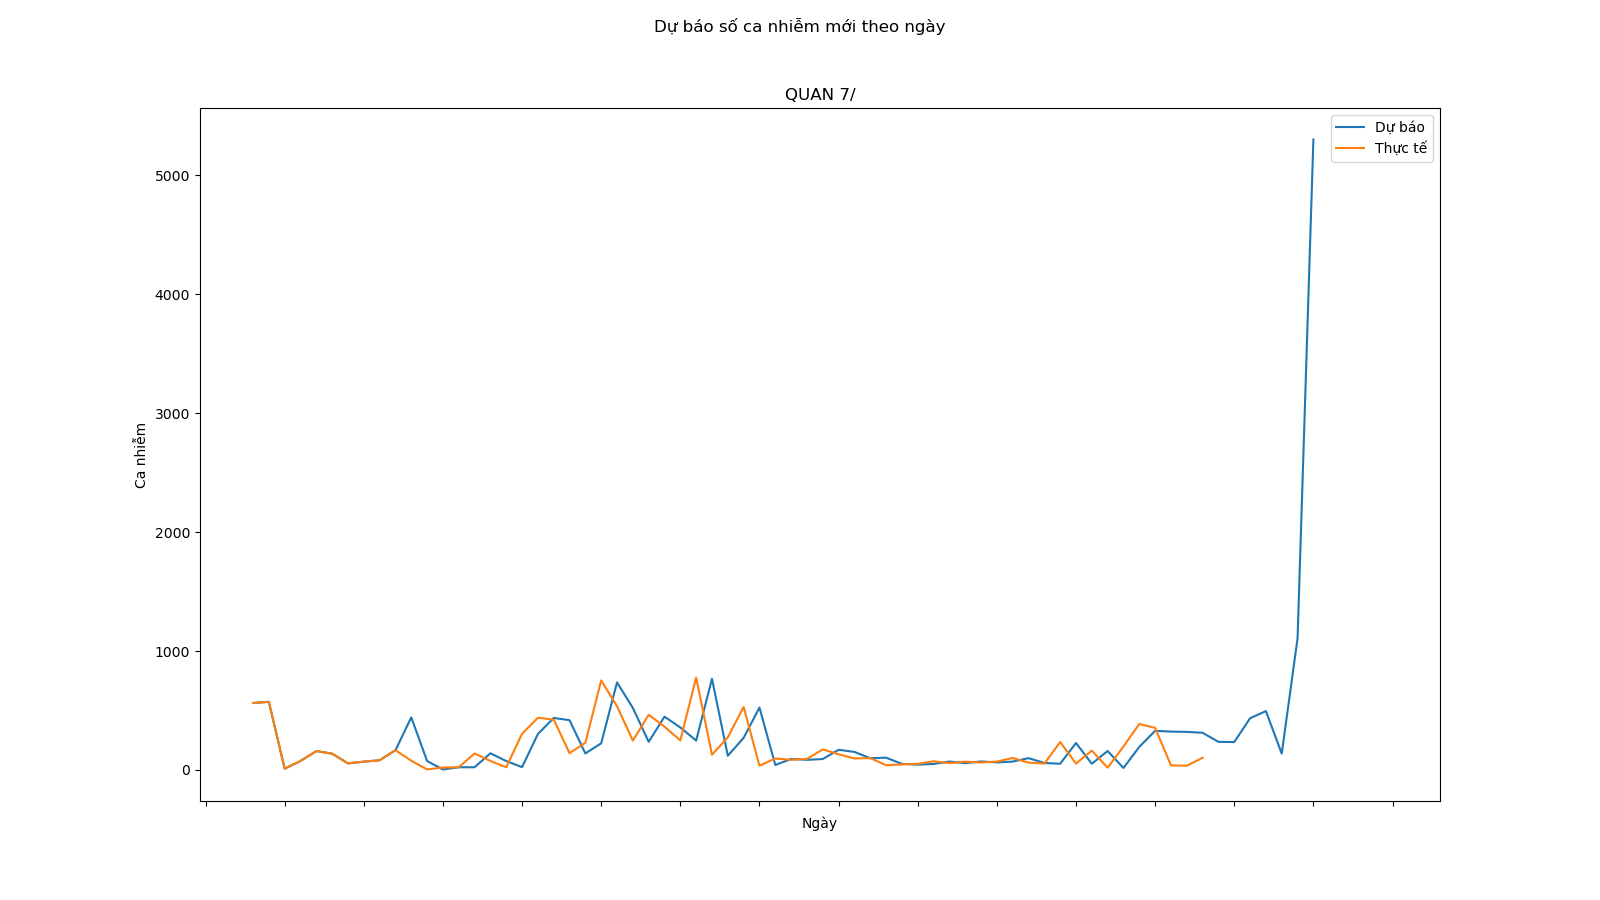 Dự báo số ca nhiễm mới theo ngày
QUAN 7/
Dự báo
Thực tế
5000
4000
3000
2000
1000
0
Ca nhiễm
Ngày